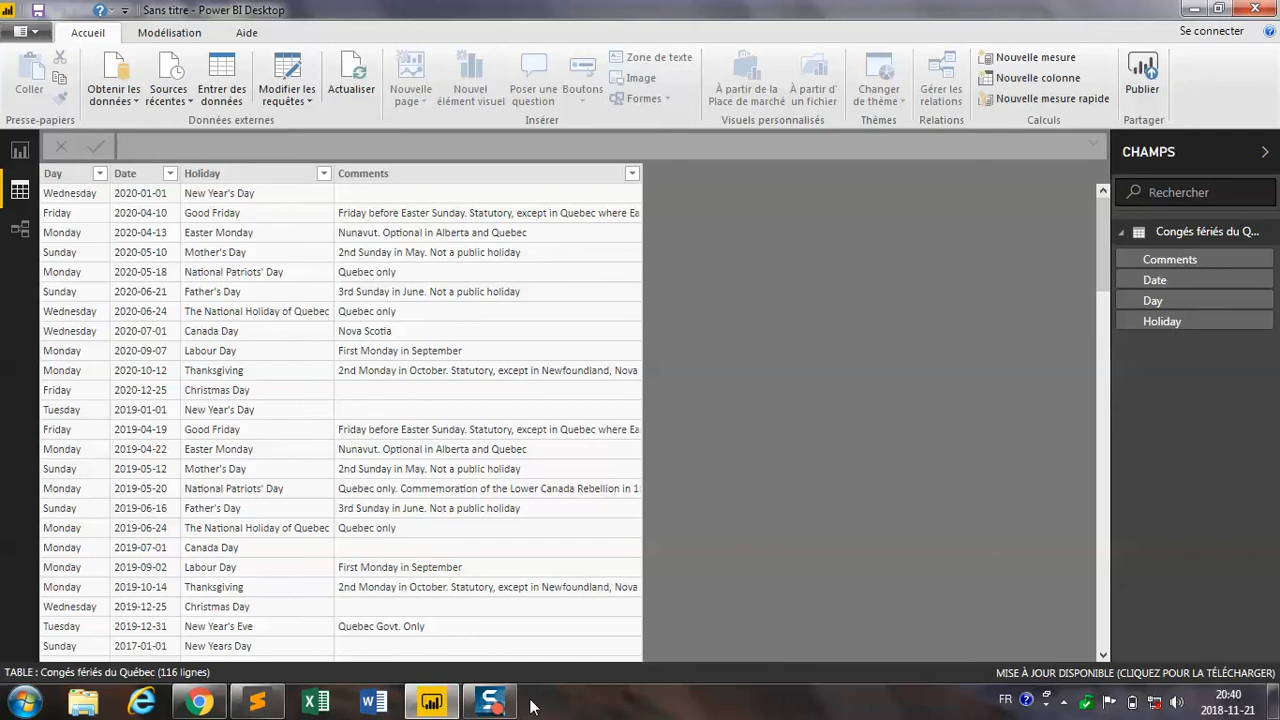 Sans titre - Power BI Desktop
Accueil
Modélisation
Aide
Se connecter
Coller
Presse-papiers
Obtenir les données
Sources récentes
Entrer des données
Données externes
Modifier les requêtes
Actualiser
Nouvelle page
Nouvel élément visuel
Poser une question
Boutons
Zone de texte
Image
Formes
Insérer
À partir de la Place de marché
À partir d' un fichier
Visuels personnalisés
Changer de thème
Thèmes
Gérer les relations
Relations
Nouvelle mesure
Nouvelle colonne
Nouvelle mesure rapide
Calculs
Publier
Partager
Day Date Holiday Comments
Wednesday 2020-01-01 New Year's Day
Friday 2020-04-10 Good Friday Friday before Easter Sunday. Statutory, except in Quebec where Ea
Monday 2020-04-13 Easter Monday Nunavut. Optional in Alberta and Quebec
Sunday 2020-05-10 Mother's Day 2nd Sunday in May. Not a public holiday
Monday 2020-05-18 National Patriots' Day Quebec only
Sunday 2020-06-21 Father's Day 3rd Sunday in June. Not a public holiday
Wednesday 2020-06-24 The National Holiday of Quebec Quebec only
Wednesday 2020-07-01 Canada Day Nova Scotia
Monday 2020-09-07 Labour Day First Monday in September
Monday 2020-10-12 Thanksgiving 2nd Monday in October. Statutory, except in Newfoundland, Nova
Friday 2020-12-25 Christmas Day
Tuesday 2019-01-01 New Year's Day
Friday 2019-04-19 Good Friday Friday before Easter Sunday. Statutory, except in Quebec where Ea
Monday 2019-04-22 Easter Monday Nunavut. Optional in Alberta and Quebec
Sunday 2019-05-12 Mother's Day 2nd Sunday in May. Not a public holiday
Monday 2019-05-20 National Patriots' Day Quebec only. Commemoration of the Lower Canada Rebellion in 1
Sunday 2019-06-16 Father's Day 3rd Sunday in June. Not a public holiday
Monday 2019-06-24 The National Holiday of Quebec Quebec only
Monday 2019-07-01 Canada Day
Monday 2019-09-02 Labour Day First Monday in September
Monday 2019-10-14 Thanksgiving 2nd Monday in October. Statutory, except in Newfoundland, Nova
Wednesday 2019-12-25 Christmas Day
Tuesday 2019-12-31 New Year's Eve Quebec Govt. Only
Sunday 2017-01-01 New Years Day
CHAMPS
Rechercher
Congés fériés du Q...
Comments
Date
Day
Holiday
TABLE : Congés fériés du Québec (116 lignes)
MISE À JOUR DISPONIBLE (CLIQUEZ POUR LA TÉLÉCHARGER)
FR
20:40
2018-11-21